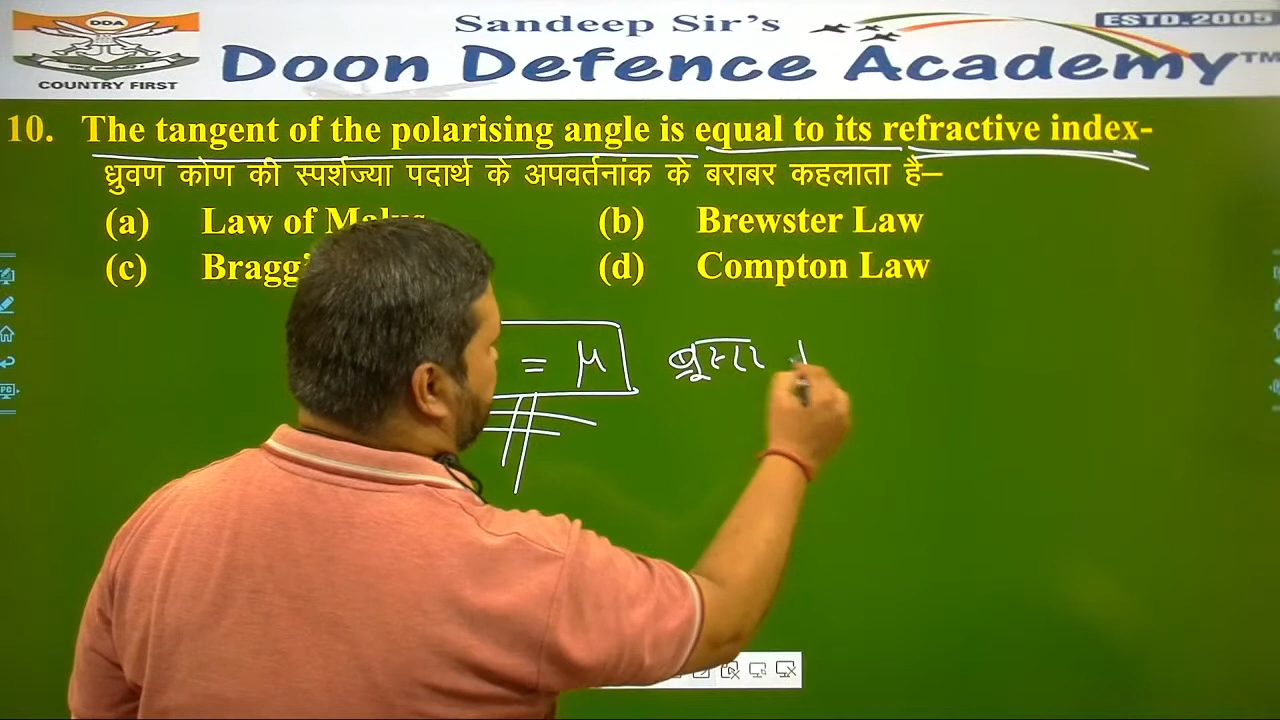 Sandeep Sir's
ESTD.2005
DDA
Doon Defence Academy™
COUNTRY FIRST
10. The tangent of the polarising angle is equal to its refractive index-
ध्रुवण कोण की स्पर्शज्या पदार्थ के अपवर्तनांक के बराबर कहलाता है–
(a) Law of Malus (b) Brewster Law
(c) (d) Compton Law
= μ